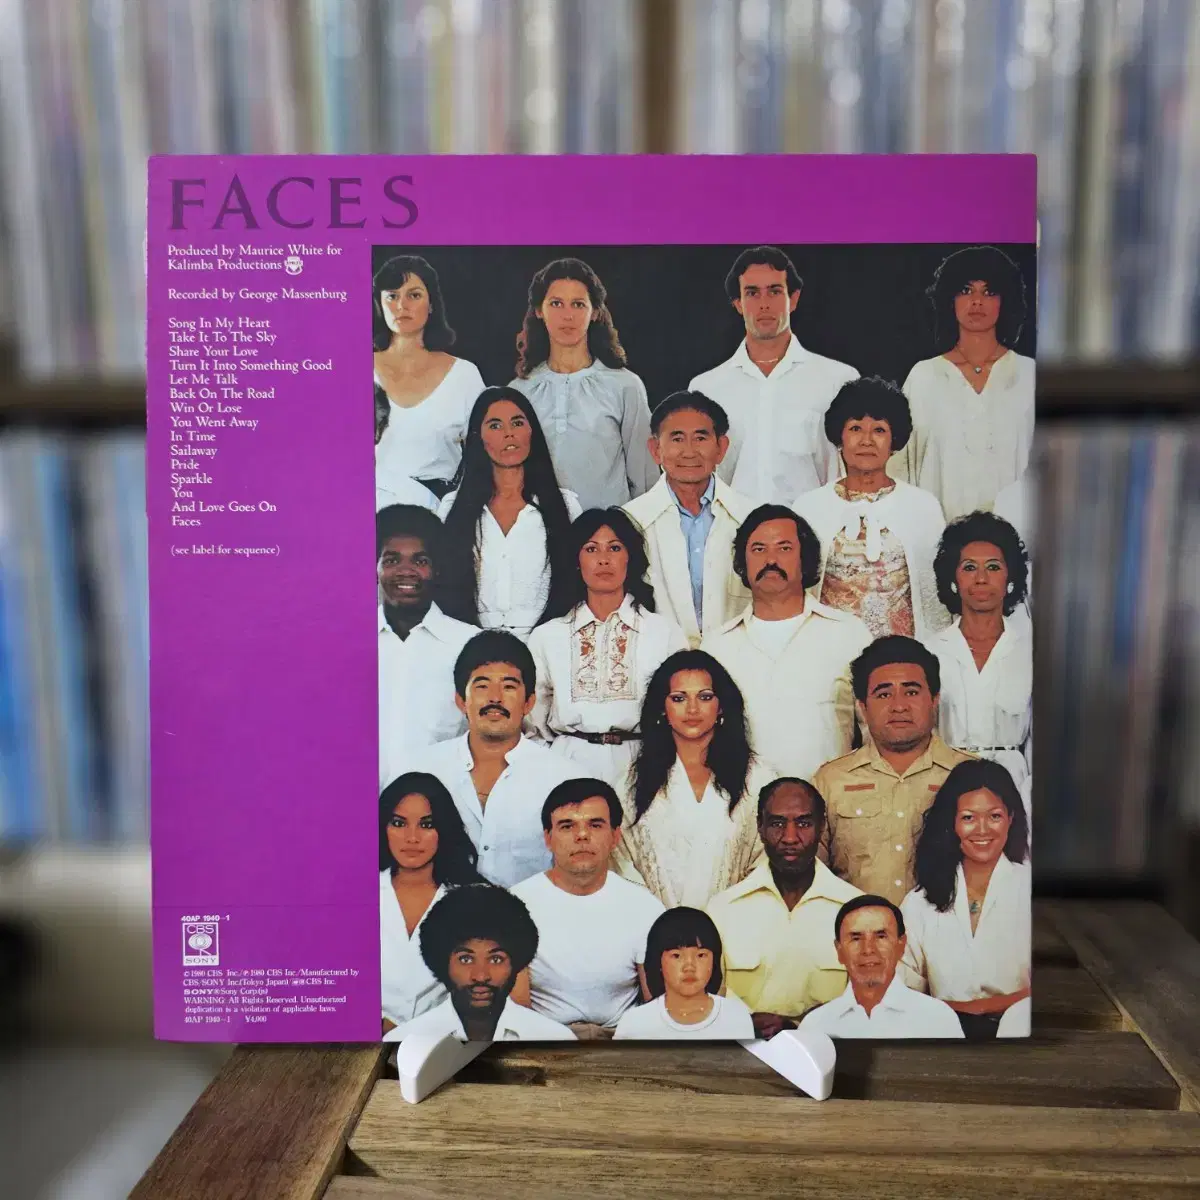 FACES
Produced by Maurice White for
Kalimba Productions
Recorded by George Massenburg
Song In My Heart
Take It To The Sky
Share Your Love
Turn It Into Something Good
Let Me Talk
Back On The Road
Win Or Lose
You Went Away
In Time
Sailaway
Pride
Sparkle
You
And Love Goes On
Faces
(see label for sequence)
40AP 1940-1
CBS
SONY
©1980 CBS Inc./℗1980 CBS Inc./Manufactured by
CBS/SONY Inc.(Tokyo Japan)/ CBS Inc.
SONY®Sony Corp.(n)
WARNING: All Rights Reserved. Unauthorized
duplication is a violation of applicable laws.
40AP 1940-1 ¥4,000